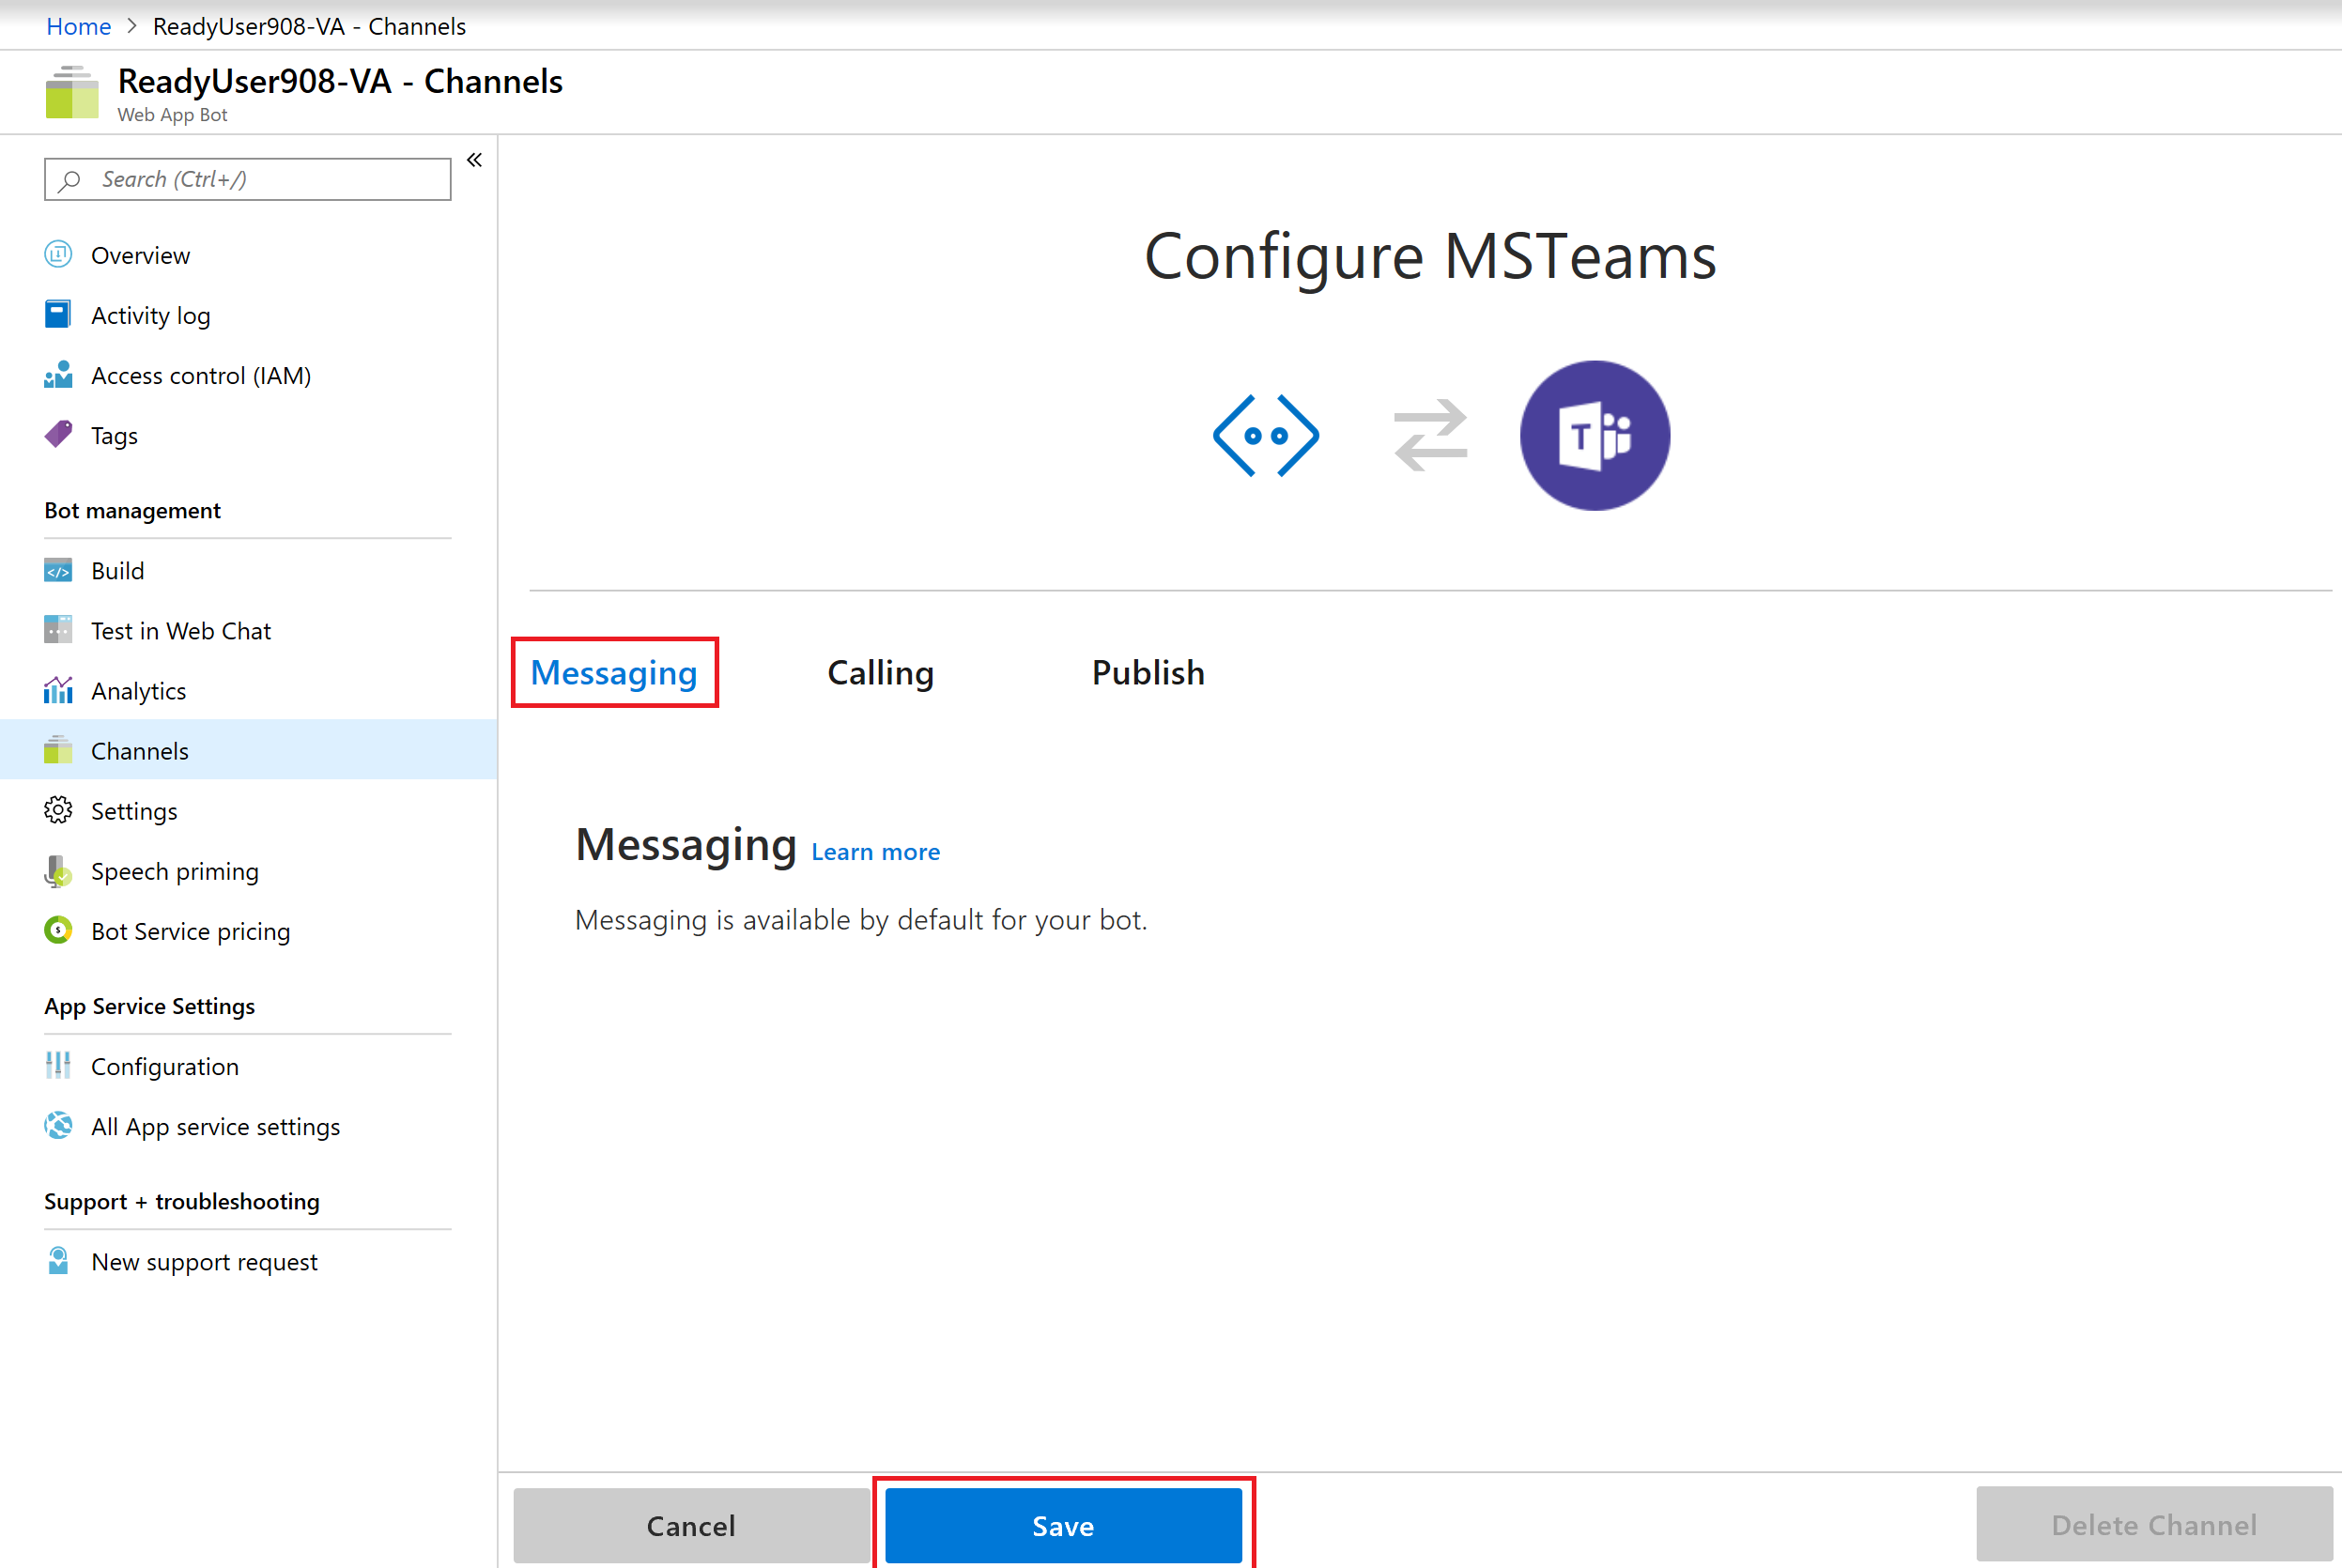 Home > ReadyUser908-VA - Channels
ReadyUser908-VA - Channels
Web App Bot
Search (Ctrl+/)
Overview
Activity log
Access control (IAM)
Tags
Bot management
Build
Test in Web Chat
Analytics
Channels
Settings
Speech priming
Bot Service pricing
App Service Settings
Configuration
All App service settings
Support + troubleshooting
New support request
Configure MSTeams
T
Messaging Calling Publish
Messaging Learn more
Messaging is available by default for your bot.
Cancel Save Delete Channel